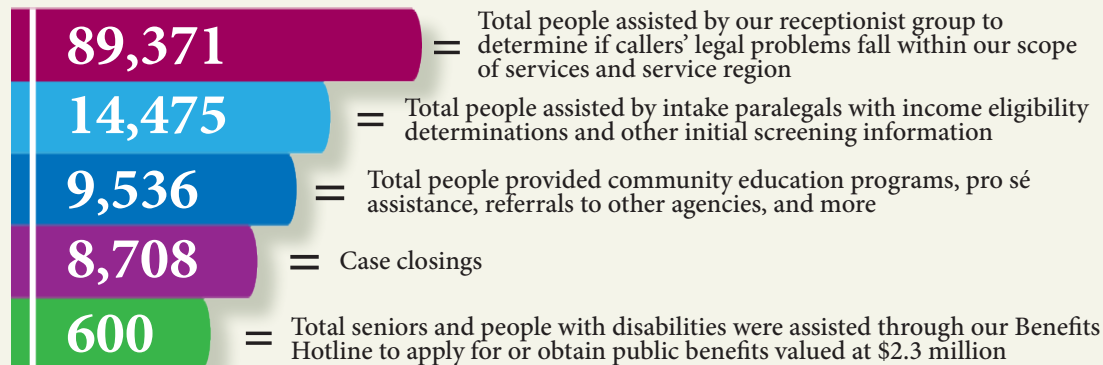 89,371
= Total people assisted by our receptionist group to
determine if callers’ legal problems fall within our scope
of services and service region
14,475
= Total people assisted by intake paralegals with income eligibility
determinations and other initial screening information
9,536
= Total people provided community education programs, pro sé
assistance, referrals to other agencies, and more
8,708
= Case closings
600
= Total seniors and people with disabilities were assisted through our Benefits
Hotline to apply for or obtain public benefits valued at $2.3 million